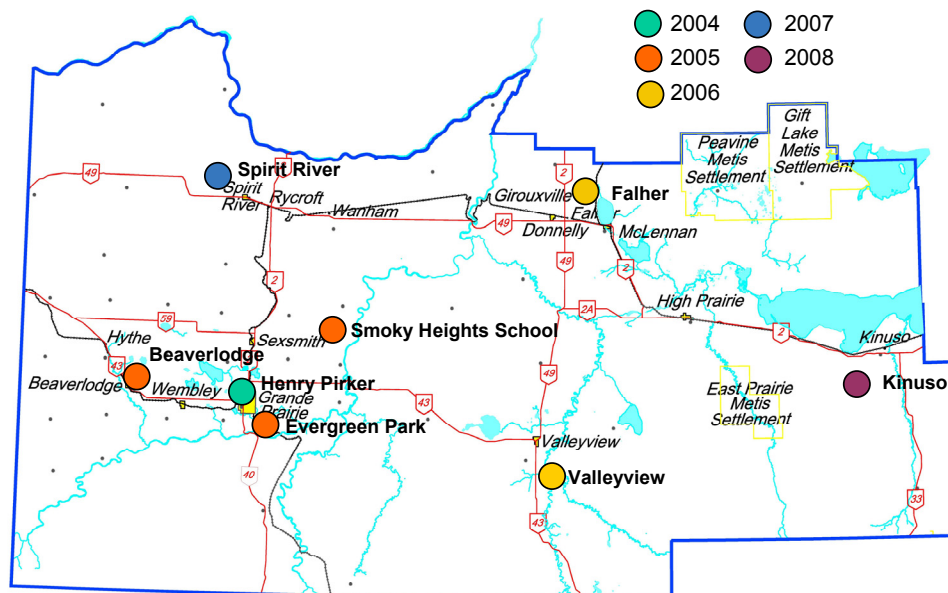 2004
2007
2005
2008
2006
Gift
Lake
Metis
Settlement
Peavine
Metis
Settlement
49
2
2
Spirit River
Spirit
River
Rycroft
Wanham
Girouxville
Falher
Donnelly
McLennan
49
49
2
2
High Prairie
2A
59
Smoky Heights School
Sexsmith
Hythe
Beaverlodge
43
2
Kinuso
Kinuso
Beaverlodge
Wembley
Henry Pirker
Grande
Prairie
49
East Prairie
Metis
Settlement
43
Evergreen Park
Valleyview
Valleyview
40
43
33